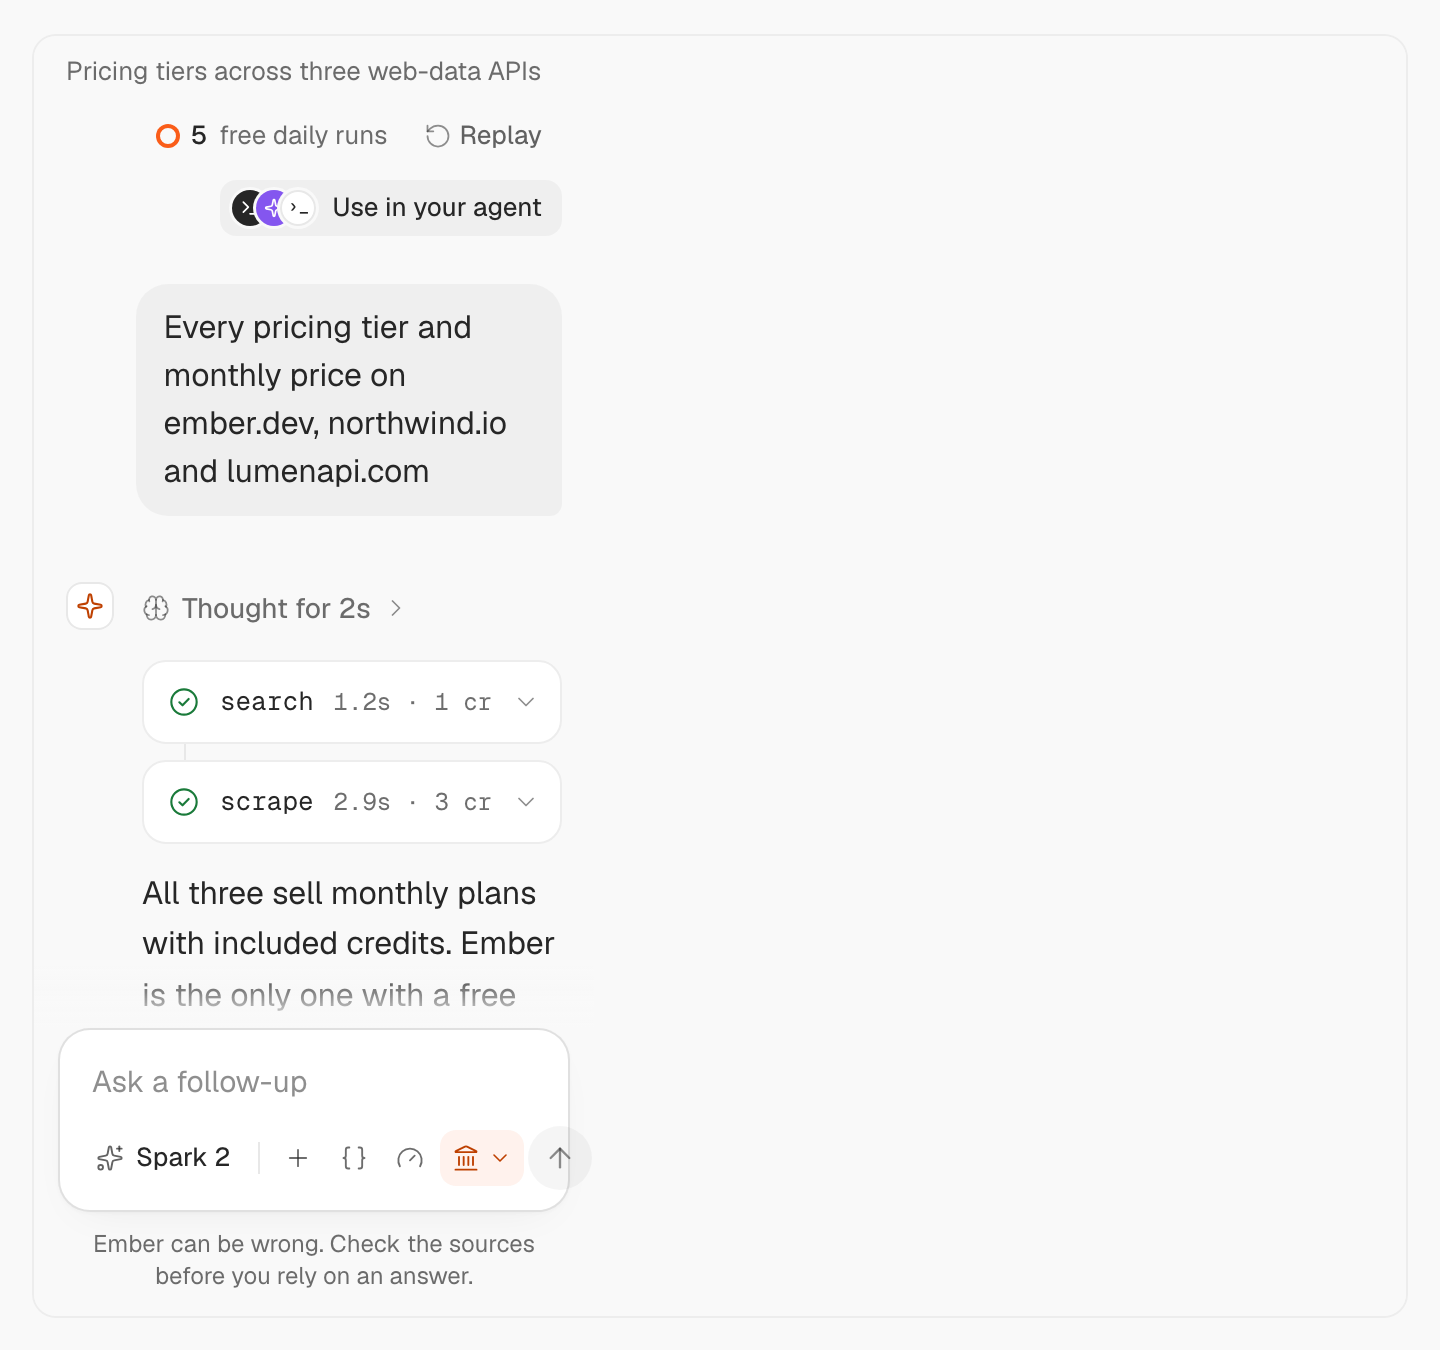 Pricing tiers across three web-data APIs
5 free daily runs Replay
Use in your agent
Every pricing tier and
monthly price on
ember.dev, northwind.io
and lumenapi.com
Thought for 2s
search 1.2s · 1 cr
scrape 2.9s · 3 cr
All three sell monthly plans
with included credits. Ember
is the only one with a free
Ask a follow-up
Spark 2
Ember can be wrong. Check the sources
before you rely on an answer.